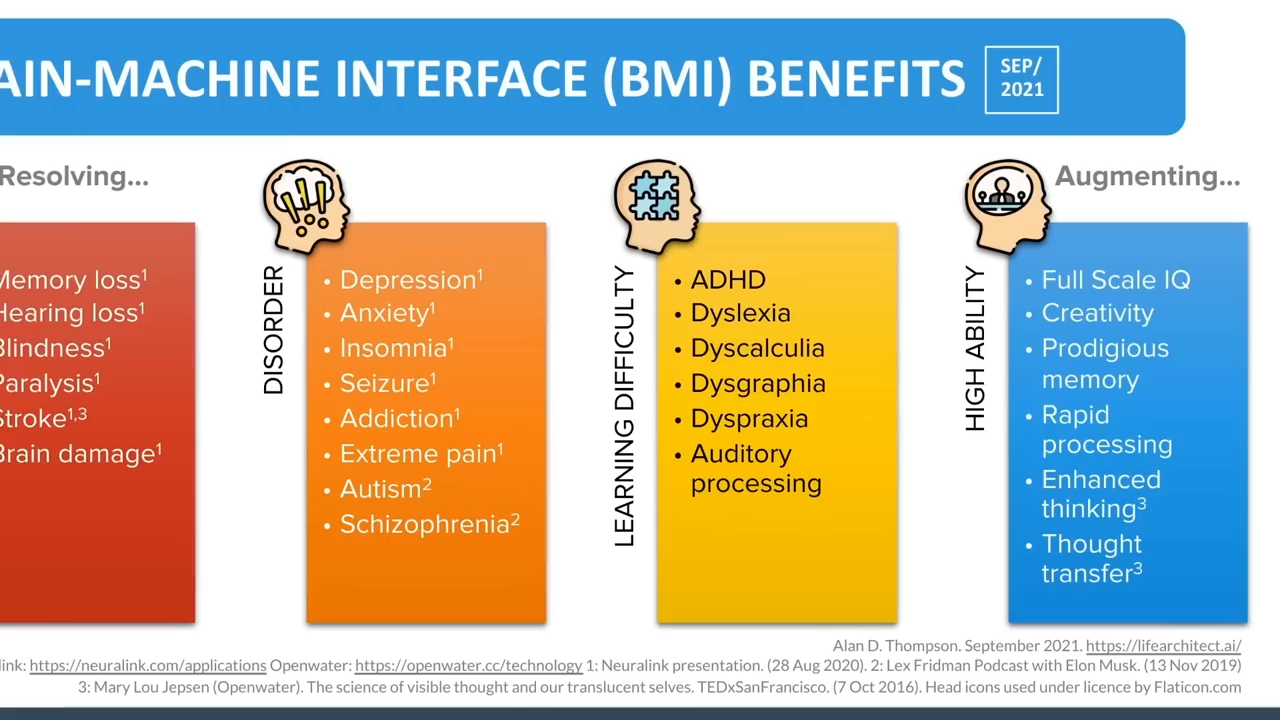 AIN-MACHINE INTERFACE (BMI) BENEFITS
SEP/
2021
Resolving...
Augmenting...
Memory loss¹
Hearing loss¹
Blindness¹
Paralysis¹
Stroke¹,³
Brain damage¹
DISORDER
• Depression¹
• Anxiety¹
• Insomnia¹
• Seizure¹
• Addiction¹
• Extreme pain¹
• Autism²
• Schizophrenia²
LEARNING DIFFICULTY
• ADHD
• Dyslexia
• Dyscalculia
• Dysgraphia
• Dyspraxia
• Auditory
processing
HIGH ABILITY
• Full Scale IQ
• Creativity
• Prodigious
memory
• Rapid
processing
• Enhanced
thinking³
• Thought
transfer³
Alan D. Thompson. September 2021. https://lifearchitect.ai/
link: https://neuralink.com/applications Openwater: https://openwater.cc/technology 1: Neuralink presentation. (28 Aug 2020). 2: Lex Fridman Podcast with Elon Musk. (13 Nov 2019)
3: Mary Lou Jepsen (Openwater). The science of visible thought and our translucent selves. TEDxSanFrancisco. (7 Oct 2016). Head icons used under licence by Flaticon.com